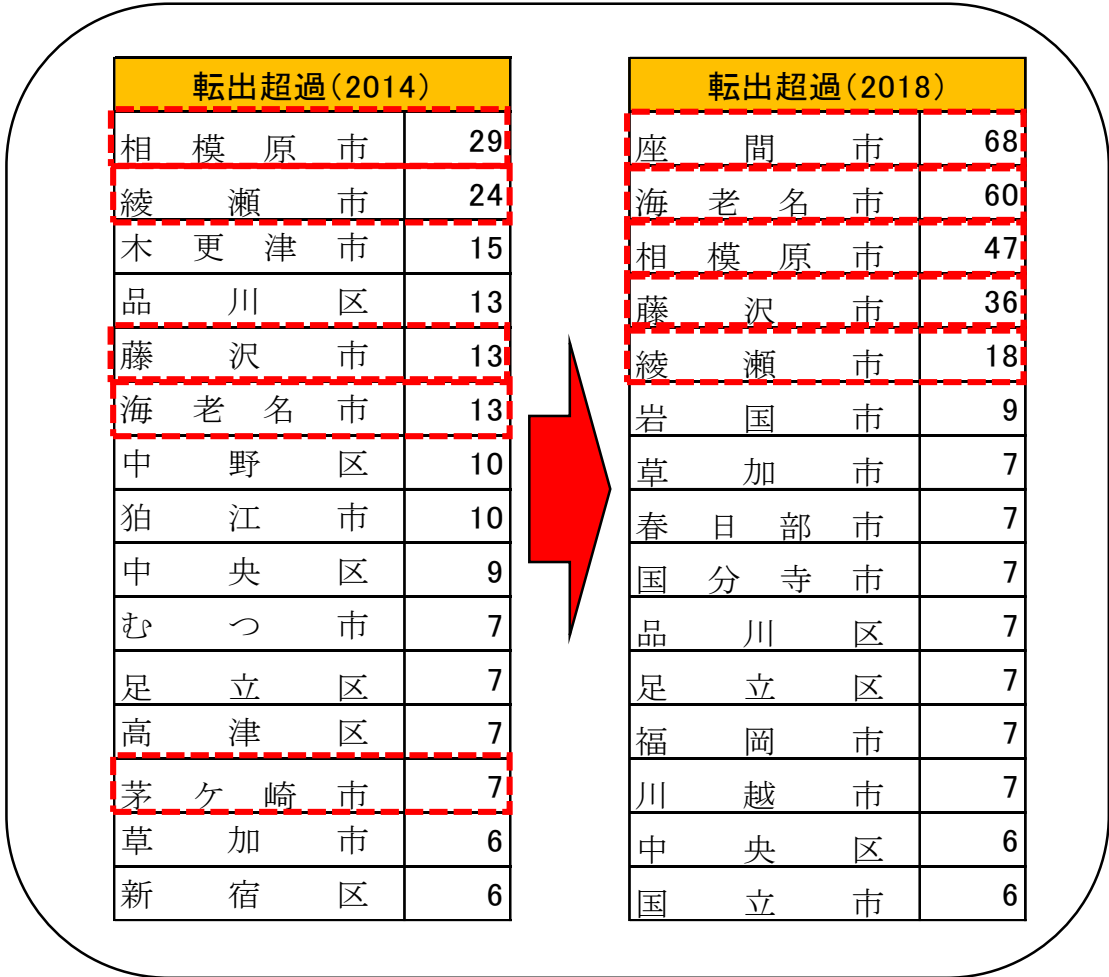 転出超過(2014)
相模原市 29
綾瀬市 24
木更津市 15
品川区 13
藤沢市 13
海老名市 13
中野区 10
狛江市 10
中央区 9
むつ市 7
足立区 7
高津区 7
茅ケ崎市 7
草加市 6
新宿区 6
転出超過(2018)
座間市 68
海老名市 60
相模原市 47
藤沢市 36
綾瀬市 18
岩国市 9
草加市 7
春日部市 7
国分寺市 7
品川区 7
足立区 7
福岡市 7
川越市 7
中央区 6
国立市 6